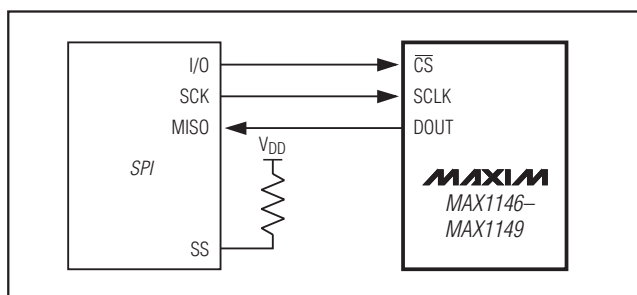 I/O
CS
SCK
SCLK
MISO
DOUT
VDD
SPI
MAXIM
MAX1146–
MAX1149
SS